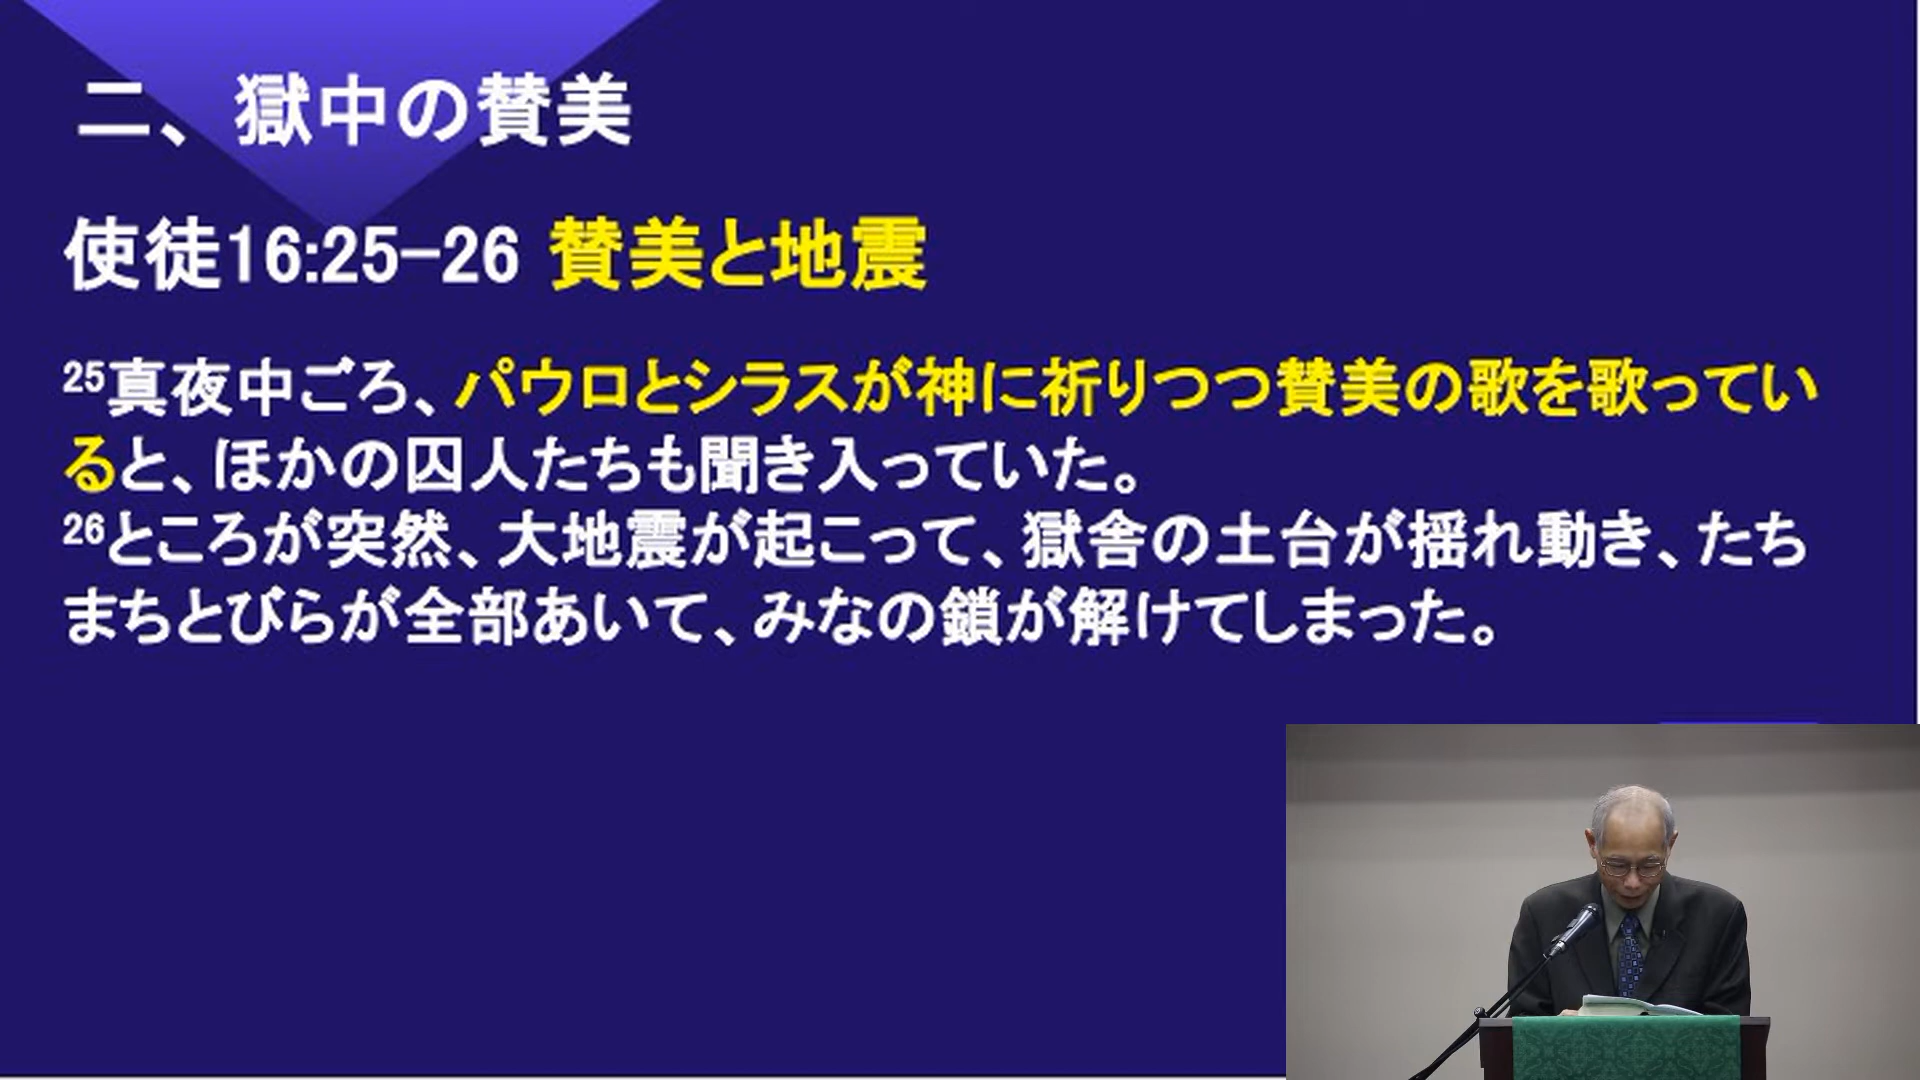 二、獄中の賛美
使徒16:25-26 賛美と地震
25真夜中ごろ、パウロとシラスが神に祈りつつ賛美の歌を歌ってい
ると、ほかの囚人たちも聞き入っていた。
26ところが突然、大地震が起こって、獄舎の土台が揺れ動き、たち
まちとびらが全部あいて、みなの鎖が解けてしまった。